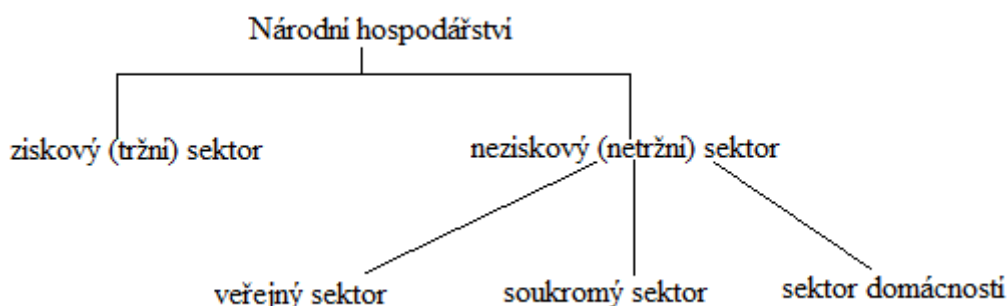 Národní hospodářství
ziskový (tržní) sektor
neziskový (netržní) sektor
veřejný sektor
soukromý sektor
sektor domácností